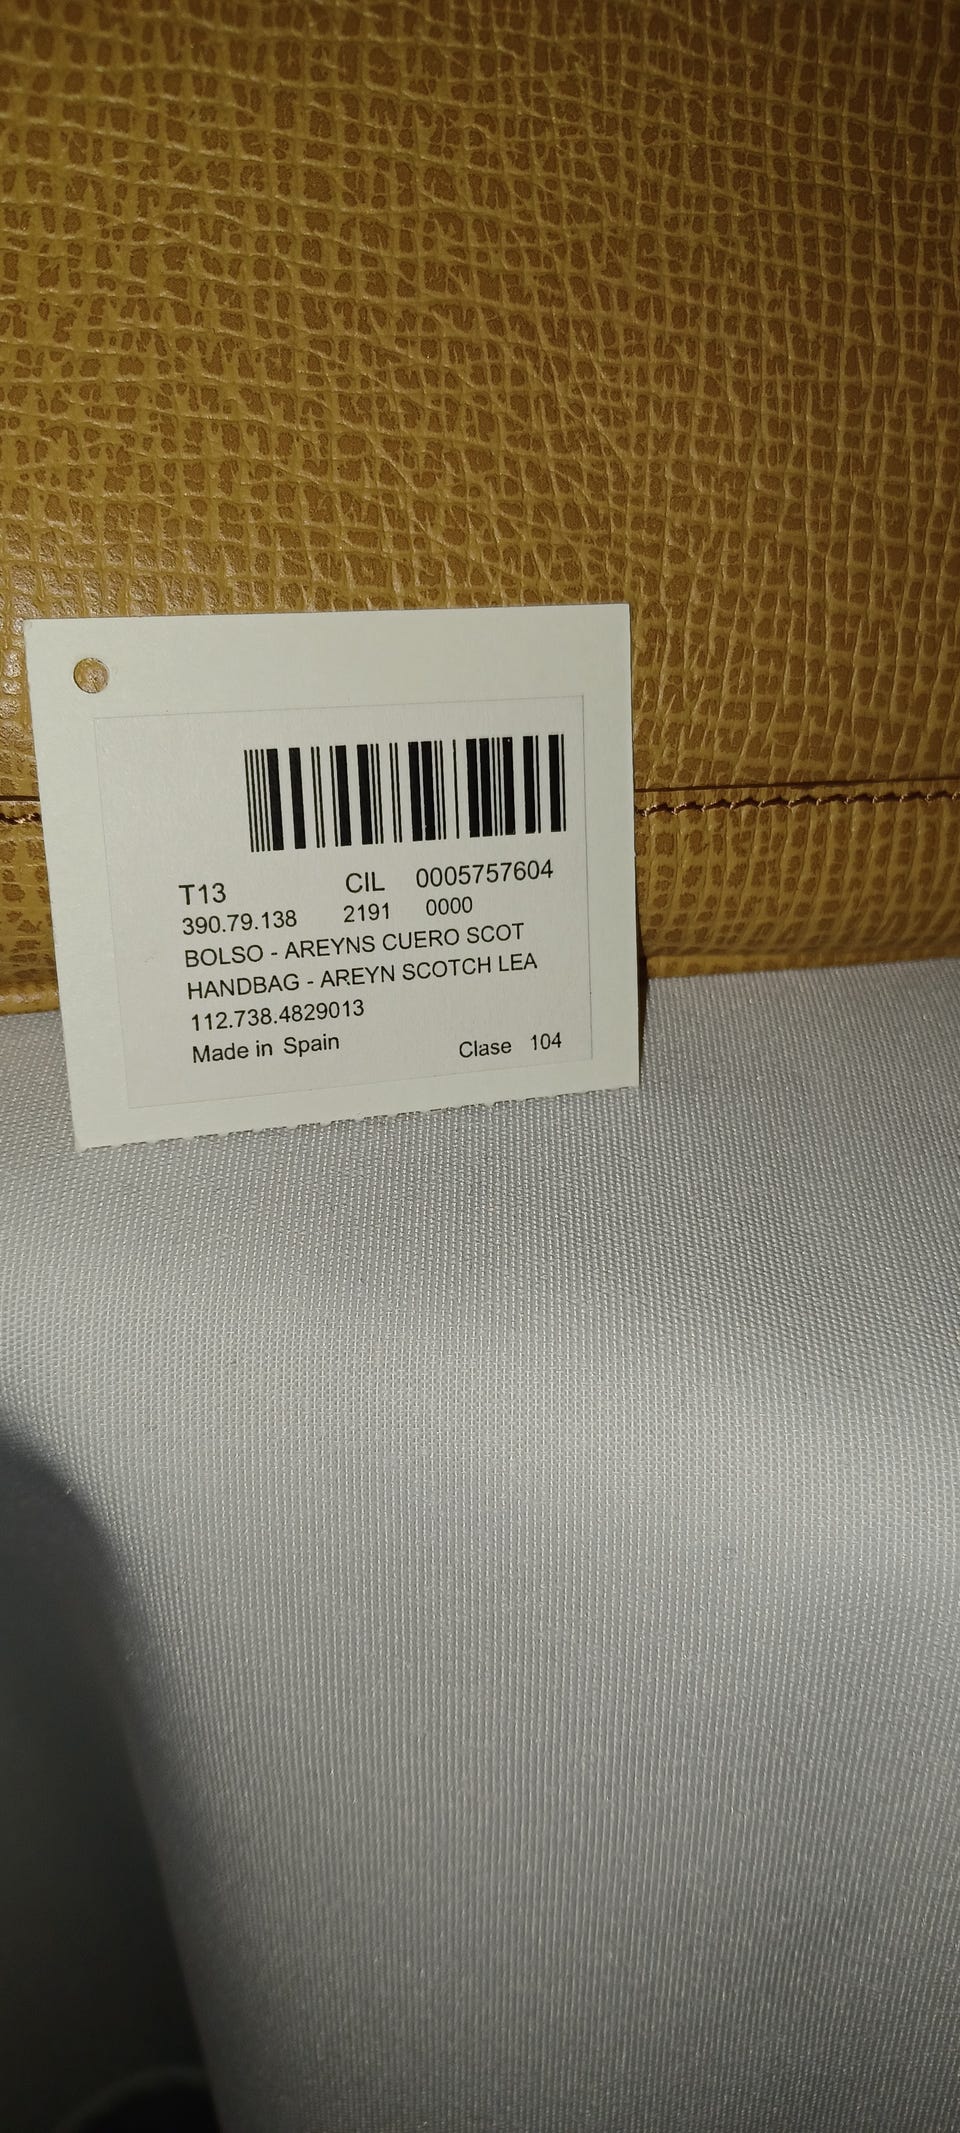 T13 CIL 0005757604
390.79.138 2191 0000
BOLSO - AREYNS CUERO SCOT
HANDBAG - AREYN SCOTCH LEA
112.738.4829013
Made in Spain Clase 104